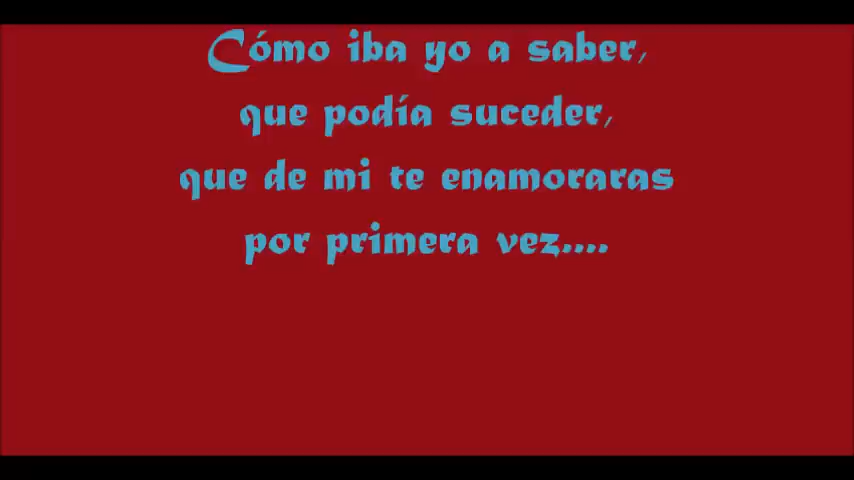 Cómo iba yo a saber,
que podía suceder,
que de mi te enamoraras
por primera vez....